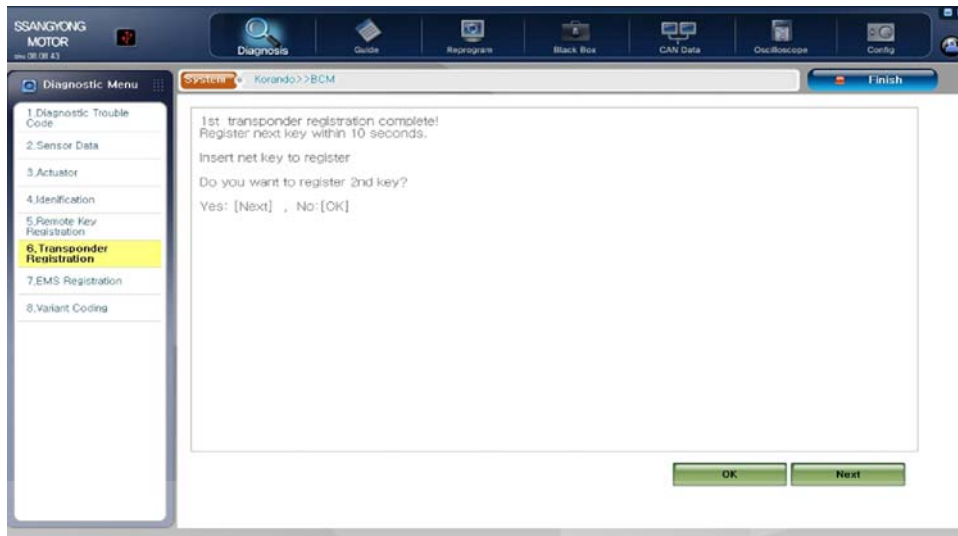 SSANGYONG
MOTOR
Diagnosis
Guide
Reprogram
Black Box
CAN Data
Oscilloscope
Config
Diagnostic Menu
System
Korando>>BCM
Finish
1.Diagnostic Trouble
Code
2.Sensor Data
3.Actuator
4.Idenification
5.Remote Key
Registration
6.Transponder
Registration
7.EMS Registration
8.Variant Coding
1st transponder registration complete!
Register next key within 10 seconds.
Insert net key to register
Do you want to register 2nd key?
Yes: [Next] , No:[OK]
OK
Next